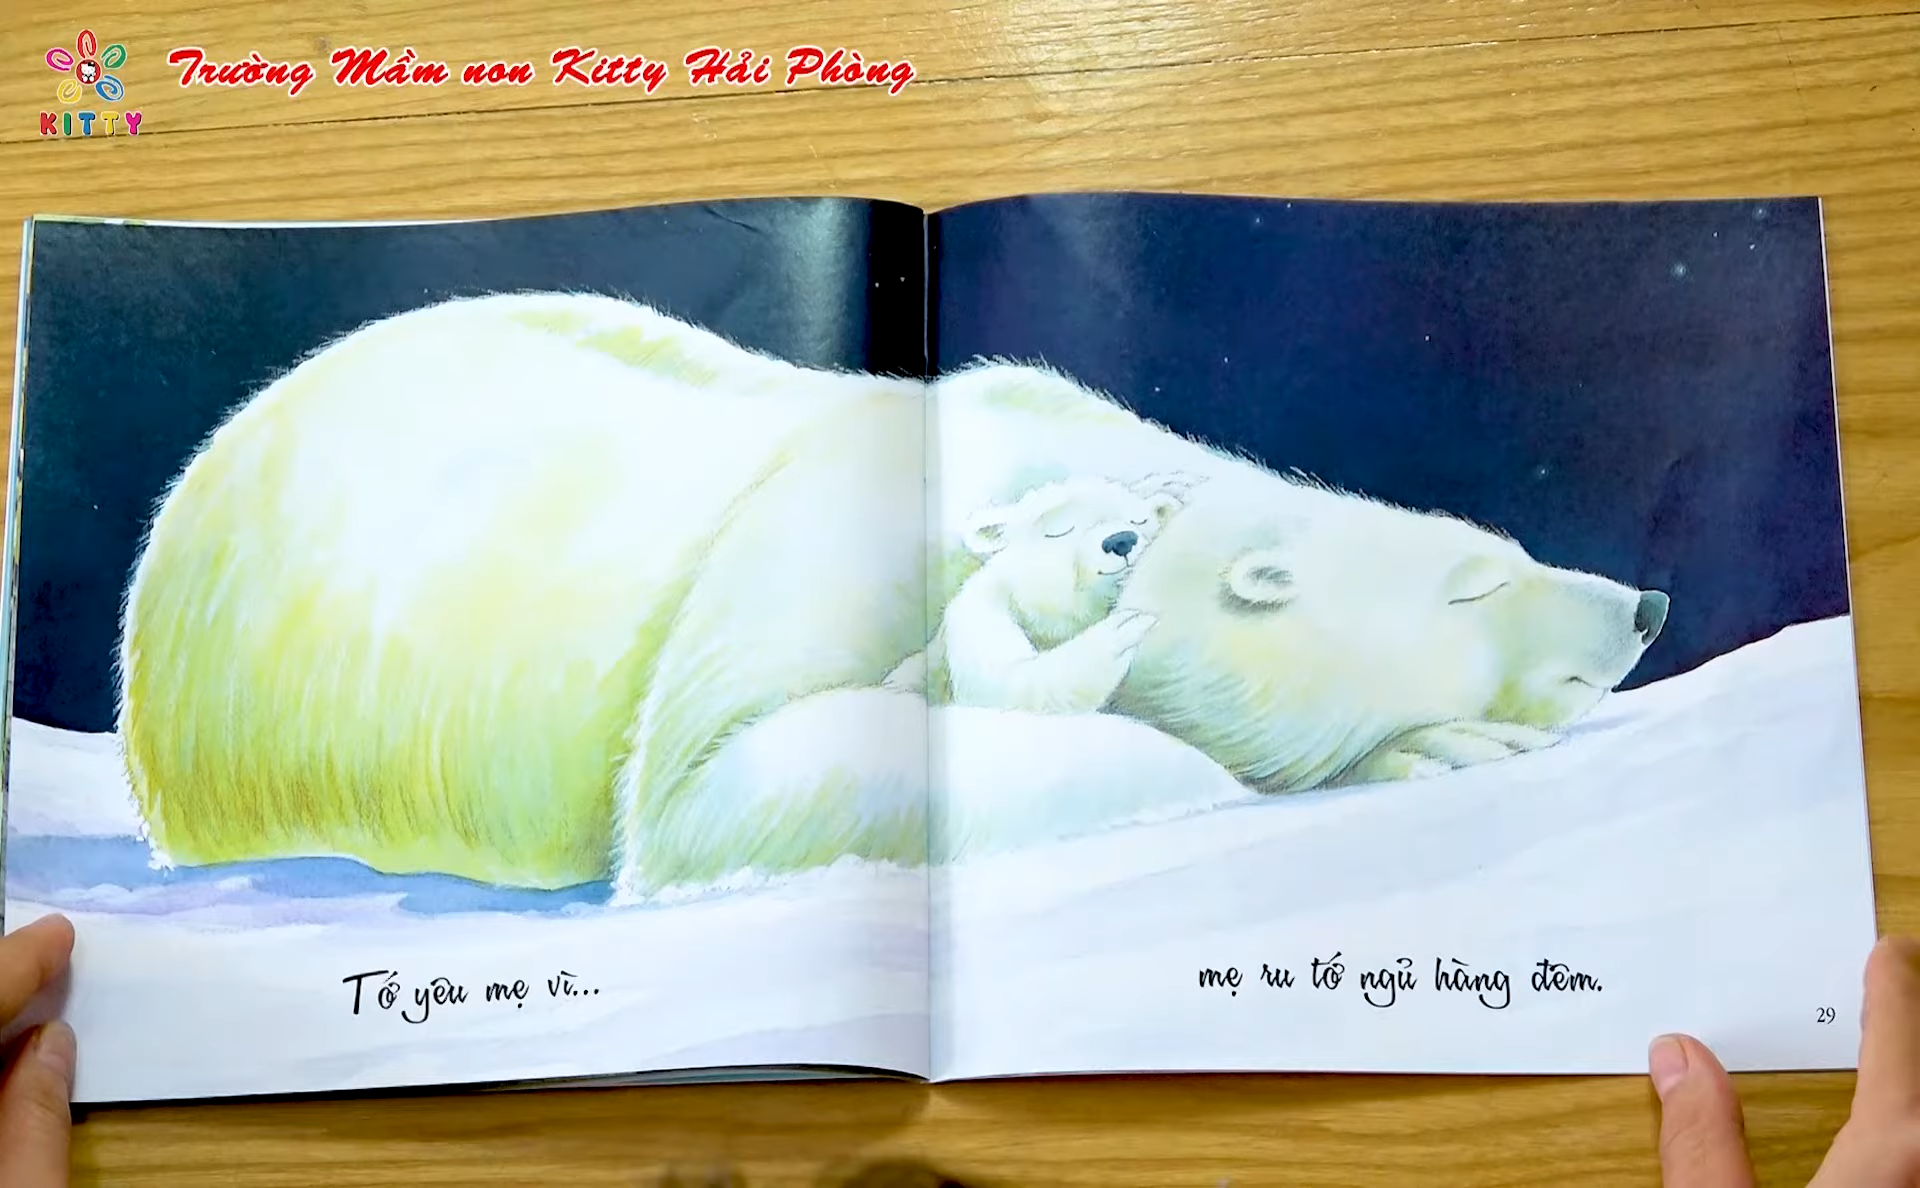 KITTY
Trường Mầm non Kitty Hải Phòng
Tớ yêu mẹ vì...
mẹ ru tớ ngủ hàng đêm.
29